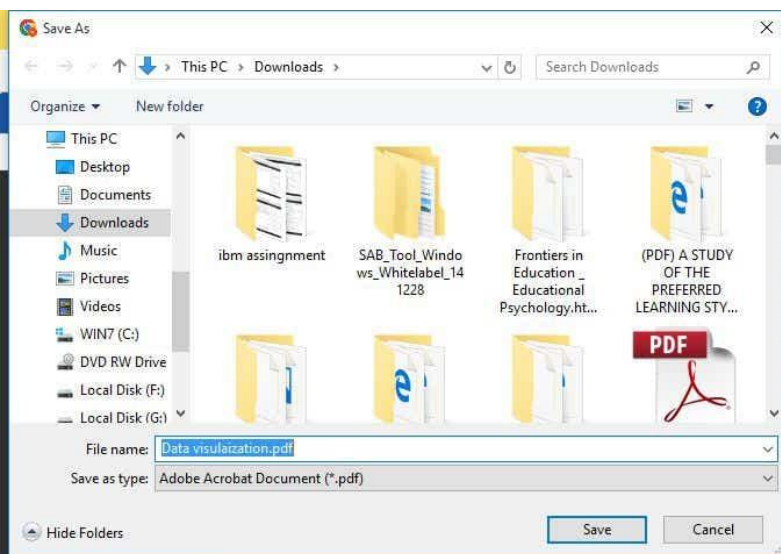 Save As
This PC > Downloads >
Search Downloads
Organize
New folder
This PC
Desktop
Documents
Downloads
Music
Pictures
Videos
WIN7 (C:)
DVD RW Drive
Local Disk (F:)
Local Disk (G:)
ibm assingnment
SAB_Tool_Windo
ws_Whitelabel_14
1228
Frontiers in
Education _
Educational
Psychology.ht...
(PDF) A STUDY
OF THE
PREFERRED
LEARNING STY...
PDF
File name: Data visulaization.pdf
Save as type: Adobe Acrobat Document (*.pdf)
Hide Folders
Save
Cancel